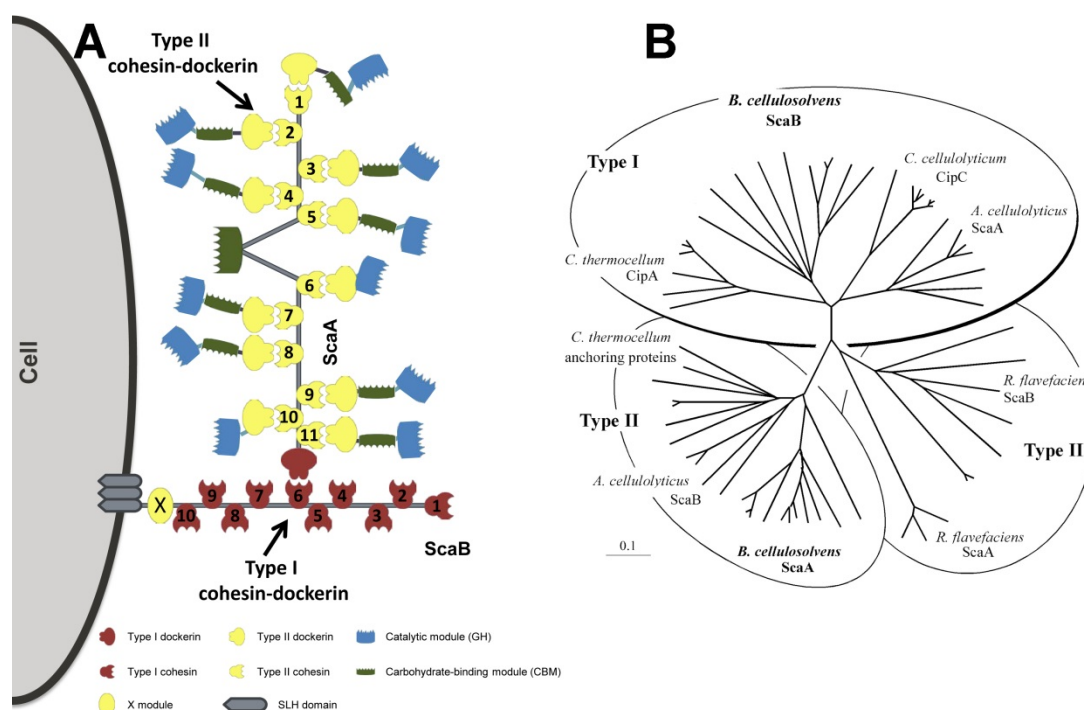 A
Type II
cohesin-dockerin
1
2
3
4
5
6
7
8
9
10
11
ScaA
Cell
X
10
9
8
7
6
5
4
3
2
1
ScaB
Type I
cohesin-dockerin
Type I dockerin
Type II dockerin
Catalytic module (GH)
Type I cohesin
Type II cohesin
Carbohydrate-binding module (CBM)
X module
SLH domain
B
B. cellulosolvens
ScaB
Type I
C. cellulolyticum
CipC
A. cellulolyticus
ScaA
C. thermocellum
CipA
C. thermocellum
anchoring proteins
R. flavefacien
ScaB
Type II
Type II
A. cellulolyticus
ScaB
0.1
B. cellulosolvens
ScaA
R. flavefaciens
ScaA